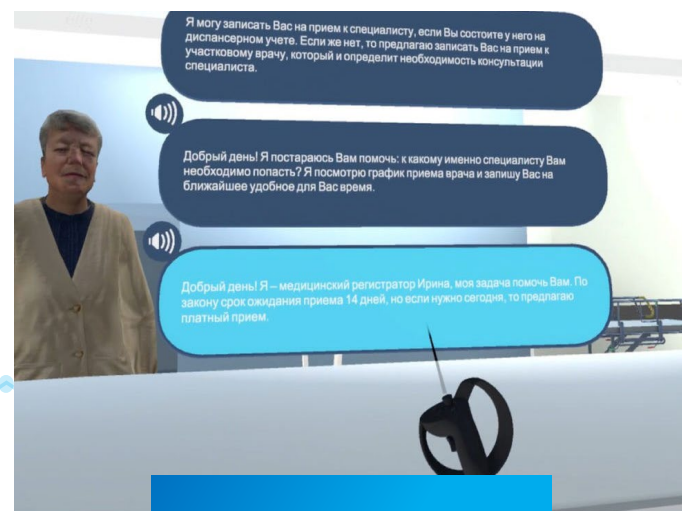 Я могу записать Вас на прием к специалисту, если Вы состоите у него на
диспансерном учете. Если же нет, то предлагаю записать Вас на прием к
участковому врачу, который и определит необходимость консультации
специалиста.
Добрый день! Я постараюсь Вам помочь: к какому именно специалисту Вам
необходимо попасть? Я посмотрю график приема врача и запишу Вас на
ближайшее удобное для Вас время.
Добрый день! Я – медицинский регистратор Ирина, моя задача помочь Вам. По
закону срок ожидания приема 14 дней, но если нужно сегодня, то предлагаю
платный прием.